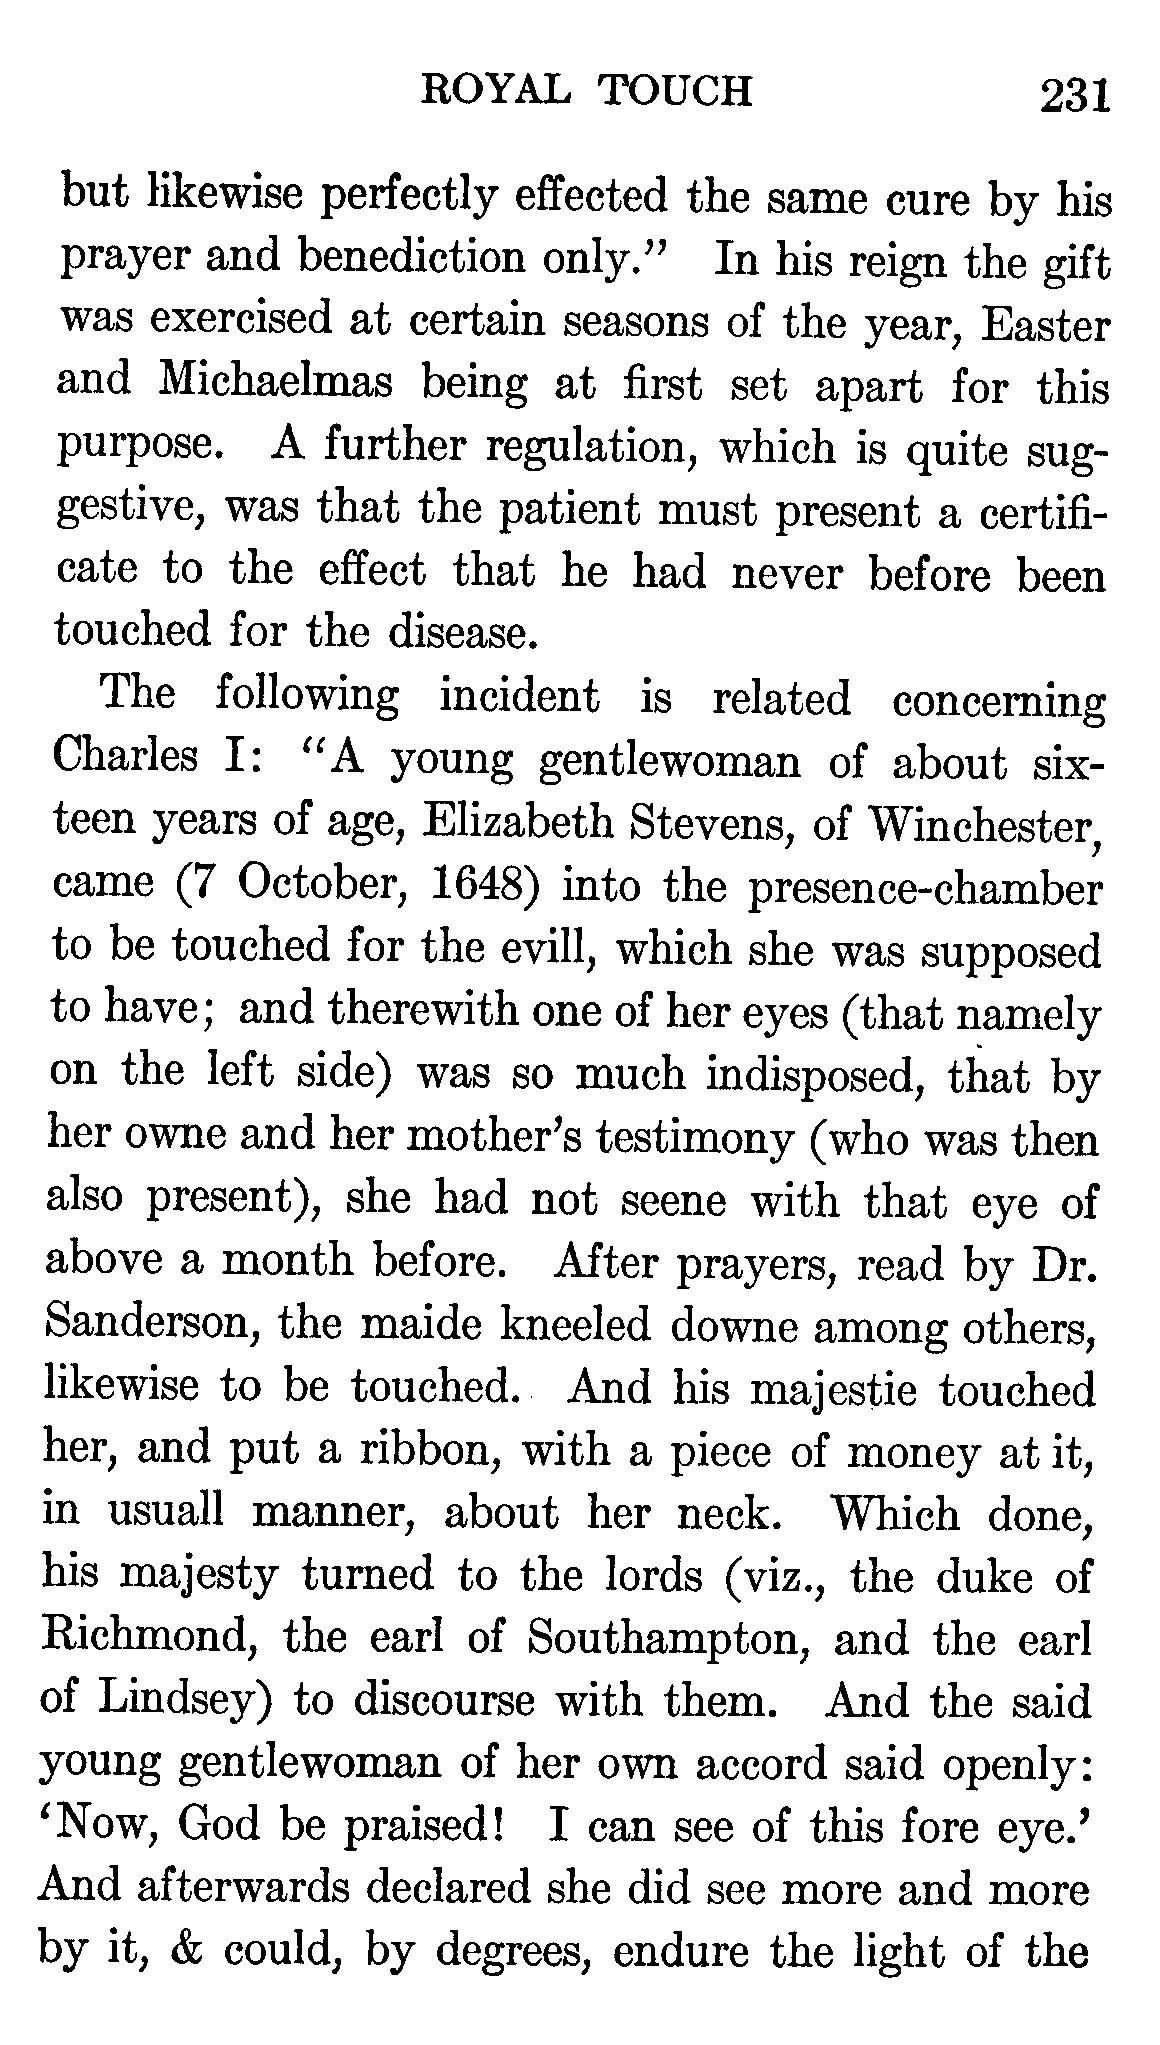 ROYAL TOUCH 231
but likewise perfectly effected the same cure by his
prayer and benediction only." In his reign the gift
was exercised at certain seasons of the year, Easter
and Michaelmas being at first set apart for this
purpose. A further regulation, which is quite sug-
gestive, was that the patient must present a certifi-
cate to the effect that he had never before been
touched for the disease.
The following incident is related concerning
Charles I: "A young gentlewoman of about six-
teen years of age, Elizabeth Stevens, of Winchester,
came (7 October, 1648) into the presence-chamber
to be touched for the evill, which she was supposed
to have; and therewith one of her eyes (that namely
on the left side) was so much indisposed, that by
her owne and her mother's testimony (who was then
also present), she had not seene with that eye of
above a month before. After prayers, read by Dr.
Sanderson, the maide kneeled downe among others,
likewise to be touched. And his majestie touched
her, and put a ribbon, with a piece of money at it,
in usuall manner, about her neck. Which done,
his majesty turned to the lords (viz., the duke of
Richmond, the earl of Southampton, and the earl
of Lindsey) to discourse with them. And the said
young gentlewoman of her own accord said openly:
'Now, God be praised! I can see of this fore eye.'
And afterwards declared she did see more and more
by it, & could, by degrees, endure the light of the